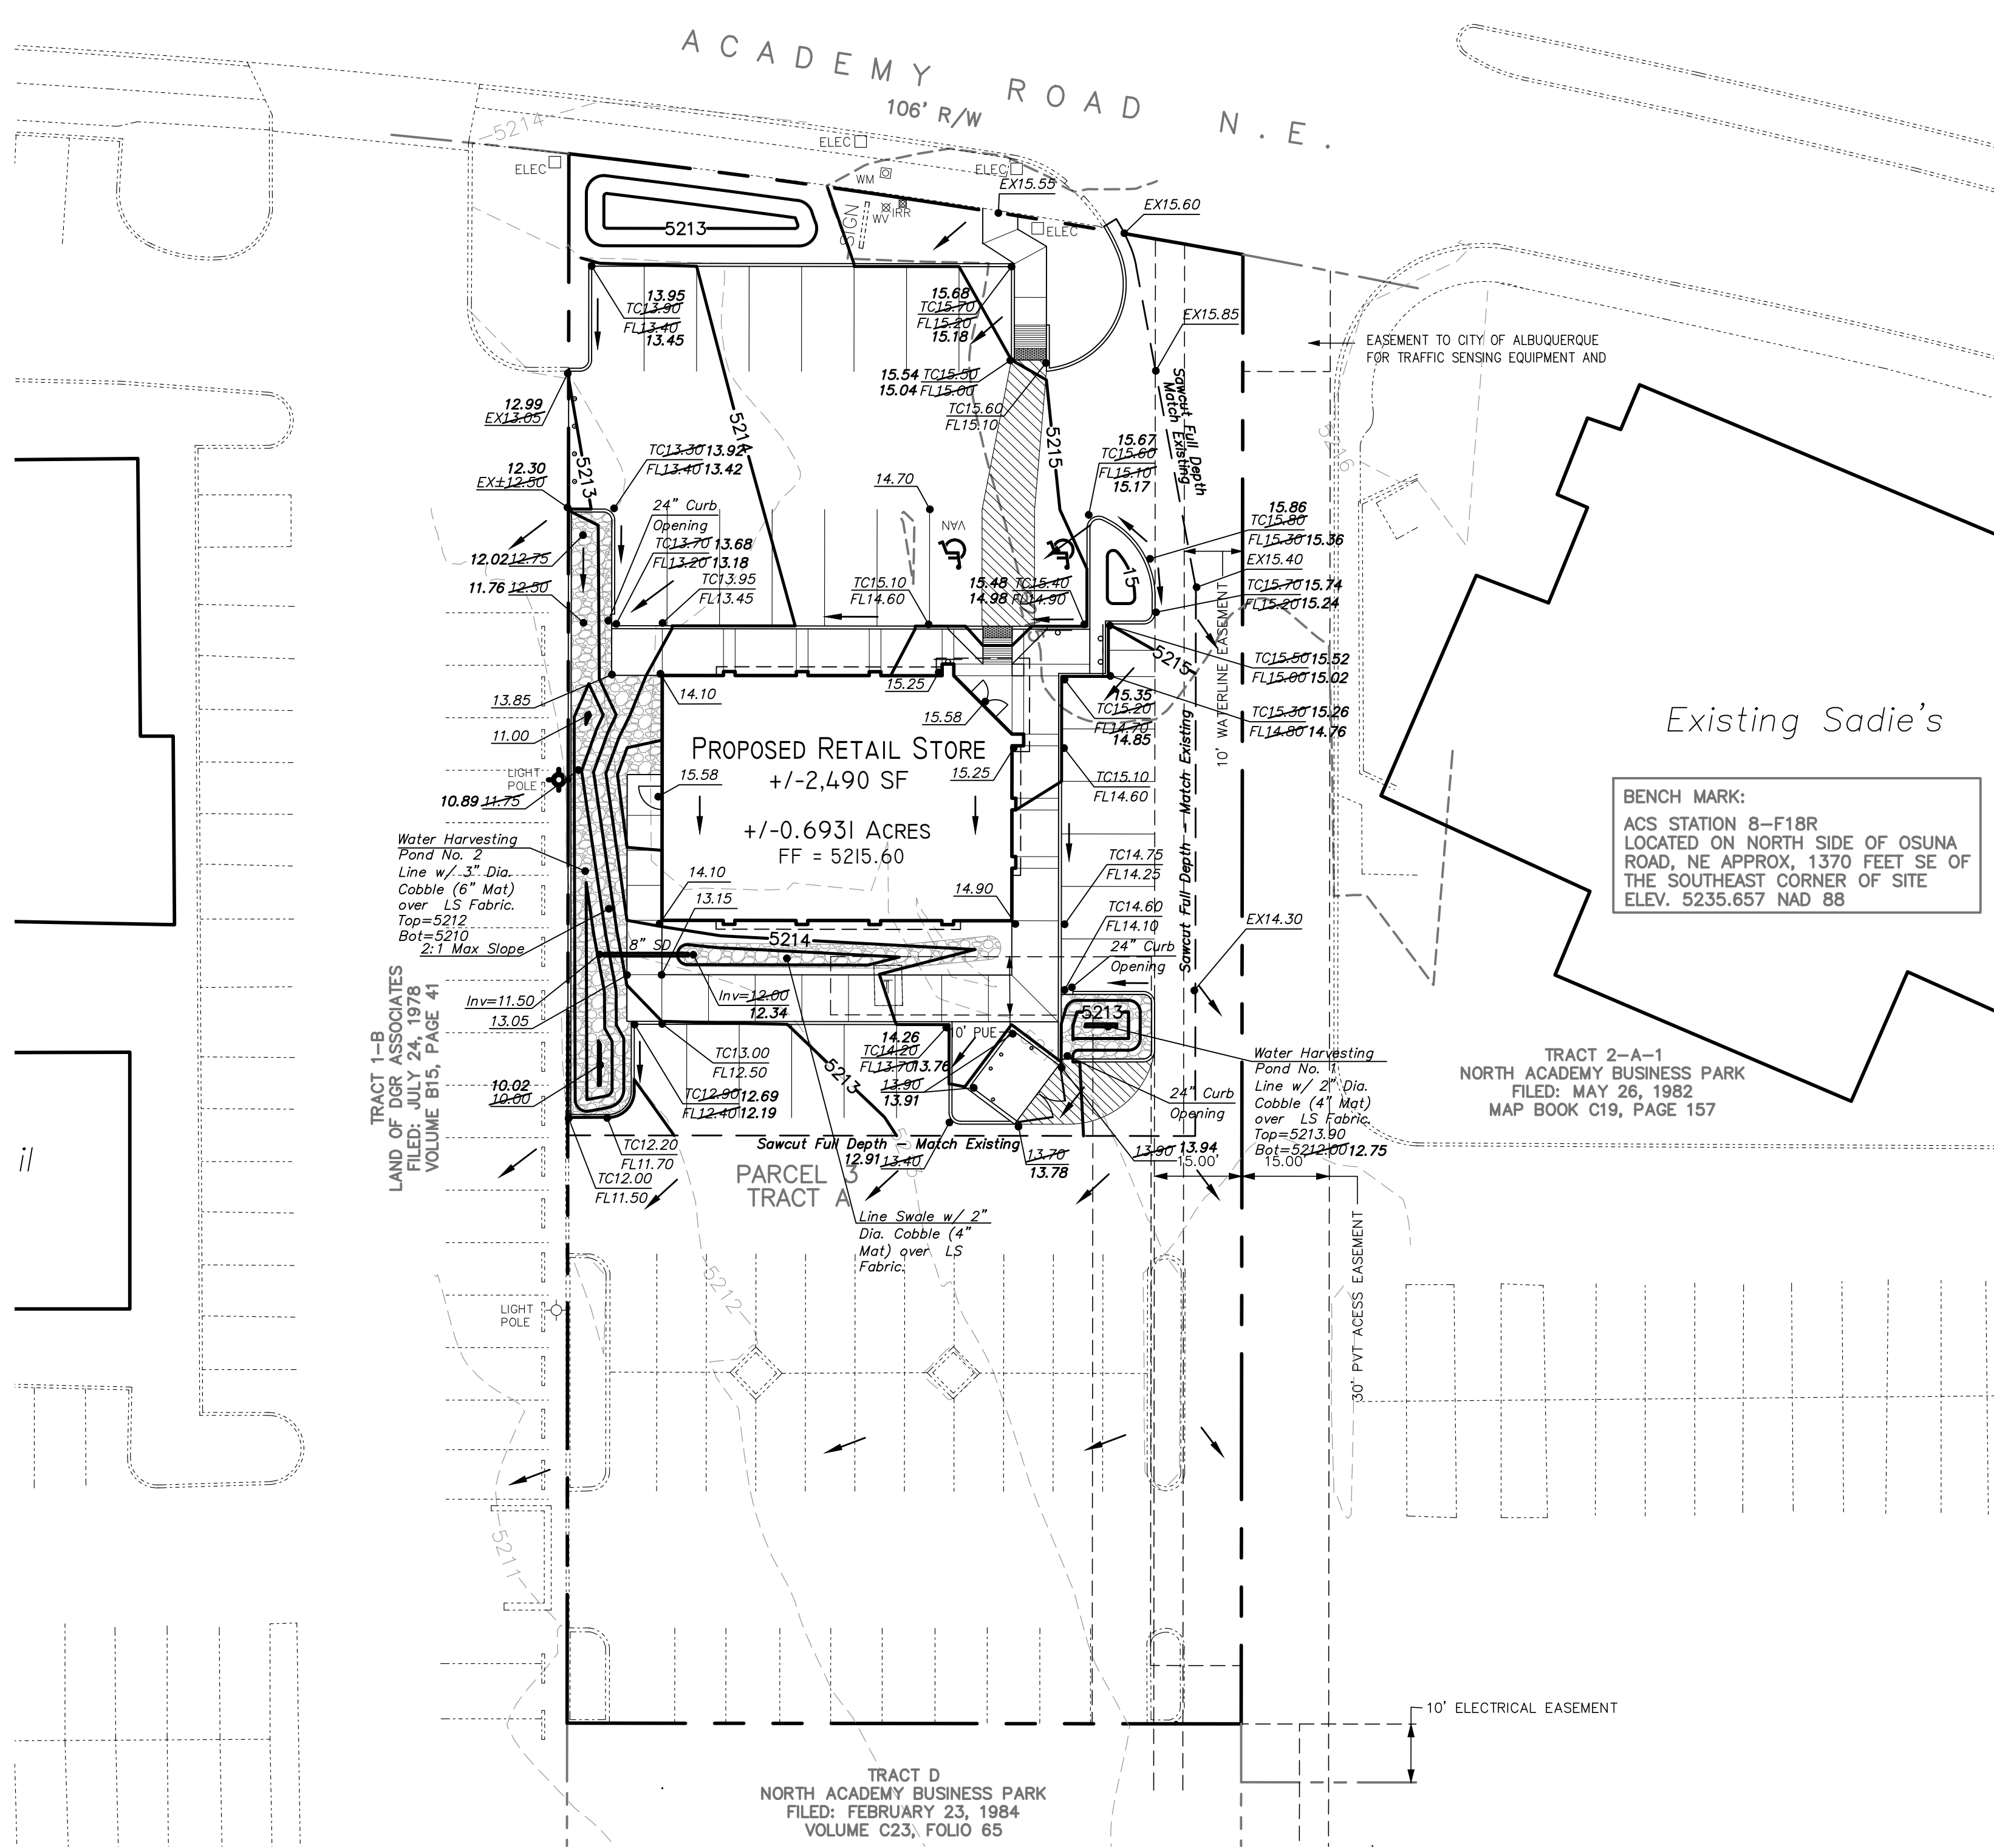 ACADEMY ROAD N.E.
106' R/W
5214
ELEC
ELEC
ELEC
WM
EX15.55
EX15.60
SIGN
WV
IRR
ELEC
5213
13.95
TC13.90
FL13.40
13.45
15.68
TC15.70
FL15.20
15.18
EX15.85
EASEMENT TO CITY OF ALBUQUERQUE
FOR TRAFFIC SENSING EQUIPMENT AND
15.54 TC15.50
15.04 FL15.00
TC15.60
FL15.10
12.99
EX13.05
5214
5215
Sawcut Full Depth
Match Existing
12.30
EX±12.50
5213
TC13.30 13.92
FL13.40 13.42
15.67
TC15.60
FL15.10
15.17
14.70
24" Curb
Opening
TC13.70 13.68
FL13.20 13.18
VAN
15.86
TC15.80
FL15.30 15.36
EX15.40
12.02 12.75
11.76 12.50
TC13.95
FL13.45
TC15.10
FL14.60
15.48 TC15.40
14.98 FL14.90
15
TC15.70 15.74
FL15.20 15.24
10' WATERLINE EASEMENT
5215
TC15.50 15.52
FL15.00 15.02
13.85
14.10
15.25
15.35
TC15.20
FL14.70
14.85
TC15.30 15.26
FL14.80 14.76
11.00
15.58
Existing Sadie's
PROPOSED RETAIL STORE
+/-2,490 SF
LIGHT
POLE
15.58
15.25
TC15.10
FL14.60
10.89 11.75
+/-0.6931 ACRES
FF = 5215.60
Sawcut Full Depth – Match Existing
BENCH MARK:
ACS STATION 8-F18R
LOCATED ON NORTH SIDE OF OSUNA
ROAD, NE APPROX, 1370 FEET SE OF
THE SOUTHEAST CORNER OF SITE
ELEV. 5235.657 NAD 88
Water Harvesting
Pond No. 2
Line w/ 3" Dia.
Cobble (6" Mat)
over LS Fabric.
Top=5212
Bot=5210
2:1 Max Slope
14.10
13.15
14.90
TC14.75
FL14.25
TC14.60
FL14.10
EX14.30
8" SD
5214
24" Curb
Opening
TRACT 1-B
LAND OF DGR ASSOCIATES
FILED: JULY 24, 1978
VOLUME B15, PAGE 41
Inv=11.50
13.05
Inv=12.00
12.34
5213
10' PUE
14.26
TC14.20
FL13.70 13.76
13.90
13.91
TC13.00
FL12.50
5213
10.02
10.00
TC12.90 12.69
FL12.40 12.19
24" Curb
Opening
Water Harvesting
Pond No. 1
Line w/ 2" Dia.
Cobble (4" Mat)
over LS Fabric.
Top=5213.90
Bot=5212.00 12.75
TRACT 2-A-1
NORTH ACADEMY BUSINESS PARK
FILED: MAY 26, 1982
MAP BOOK C19, PAGE 157
il
Sawcut Full Depth – Match Existing
TC12.20
FL11.70
12.91 13.40
13.70
13.78
13.90 13.94
15.00'
15.00'
PARCEL 3
TRACT A
TC12.00
FL11.50
Line Swale w/ 2"
Dia. Cobble (4"
Mat) over LS
Fabric.
30' PVT ACESS EASEMENT
5212
LIGHT
POLE
5211
10' ELECTRICAL EASEMENT
TRACT D
NORTH ACADEMY BUSINESS PARK
FILED: FEBRUARY 23, 1984
VOLUME C23, FOLIO 65